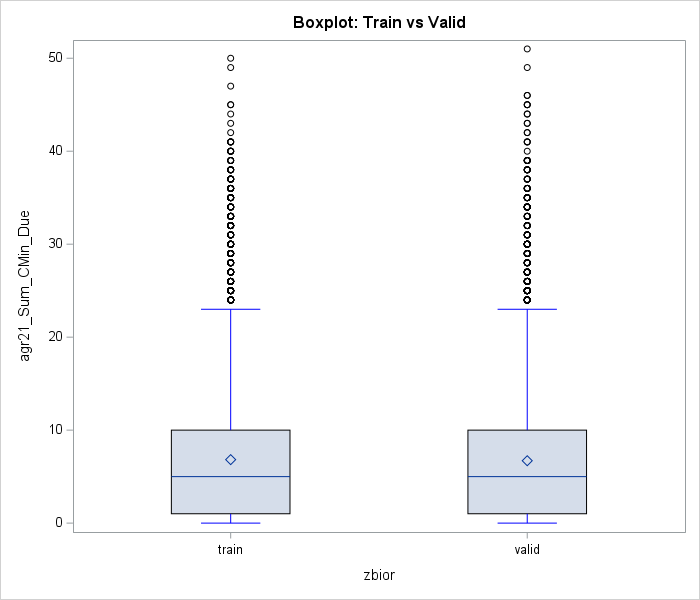 Boxplot: Train vs Valid
agr21_Sum_CMin_Due
50
40
30
20
10
0
train
valid
zbior